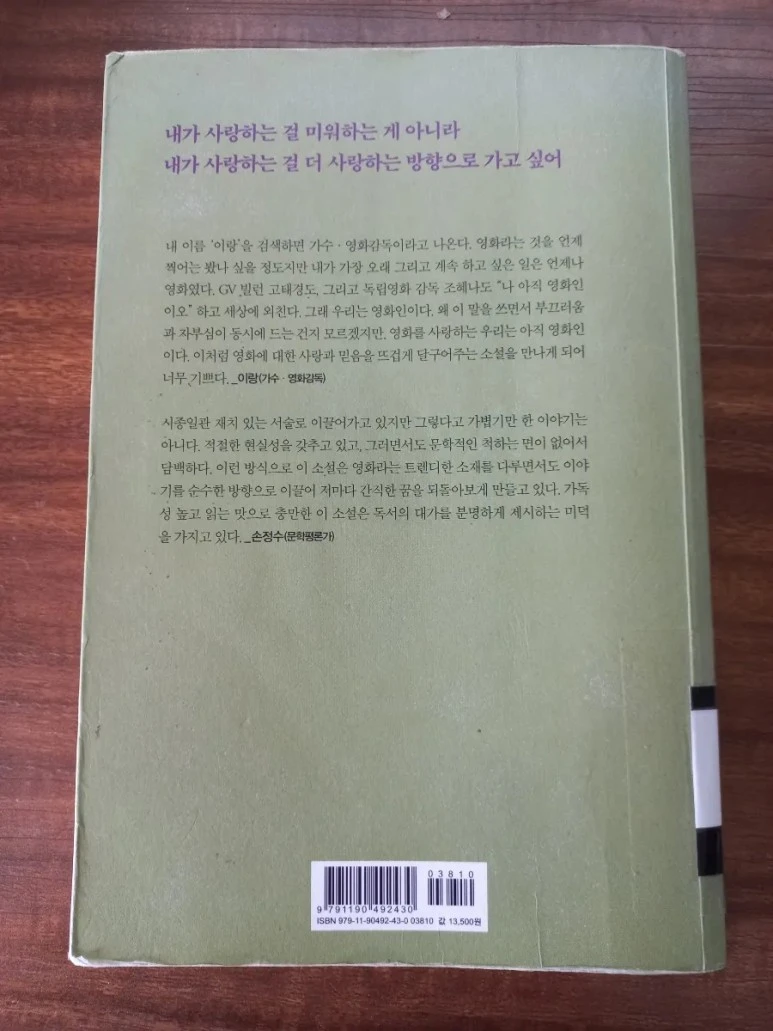 내가 사랑하는 걸 미워하는 게 아니라
내가 사랑하는 걸 더 사랑하는 방향으로 가고 싶어
내 이름 ‘이랑’을 검색하면 가수 · 영화감독이라고 나온다. 영화라는 것을 언제
찍어는 봤나 싶을 정도지만 내가 가장 오래 그리고 계속 하고 싶은 일은 언제나
영화였다. GV 빌런 고태경도, 그리고 독립영화 감독 조혜나도 “나 아직 영화인
이오” 하고 세상에 외친다. 그래 우리는 영화인이다. 왜 이 말을 쓰면서 부끄러움
과 자부심이 동시에 드는 건지 모르겠지만, 영화를 사랑하는 우리는 아직 영화인
이다. 이처럼 영화에 대한 사랑과 믿음을 뜨겁게 달구어주는 소설을 만나게 되어
너무 기쁘다. _이랑(가수 · 영화감독)
시종일관 재치 있는 서술로 이끌어가고 있지만 그렇다고 가볍기만 한 이야기는
아니다. 적절한 현실성을 갖추고 있고, 그러면서도 문학적인 척하는 면이 없어서
담백하다. 이런 방식으로 이 소설은 영화라는 트렌디한 소재를 다루면서도 이야
기를 순수한 방향으로 이끌어 저마다 간직한 꿈을 되돌아보게 만들고 있다. 가독
성 높고 읽는 맛으로 충만한 이 소설은 독서의 대가를 분명하게 제시하는 미덕
을 가지고 있다. _손정수(문학평론가)
03810
9 791190 492430
ISBN 979-11-90492-43-0 03810 값 13,500원